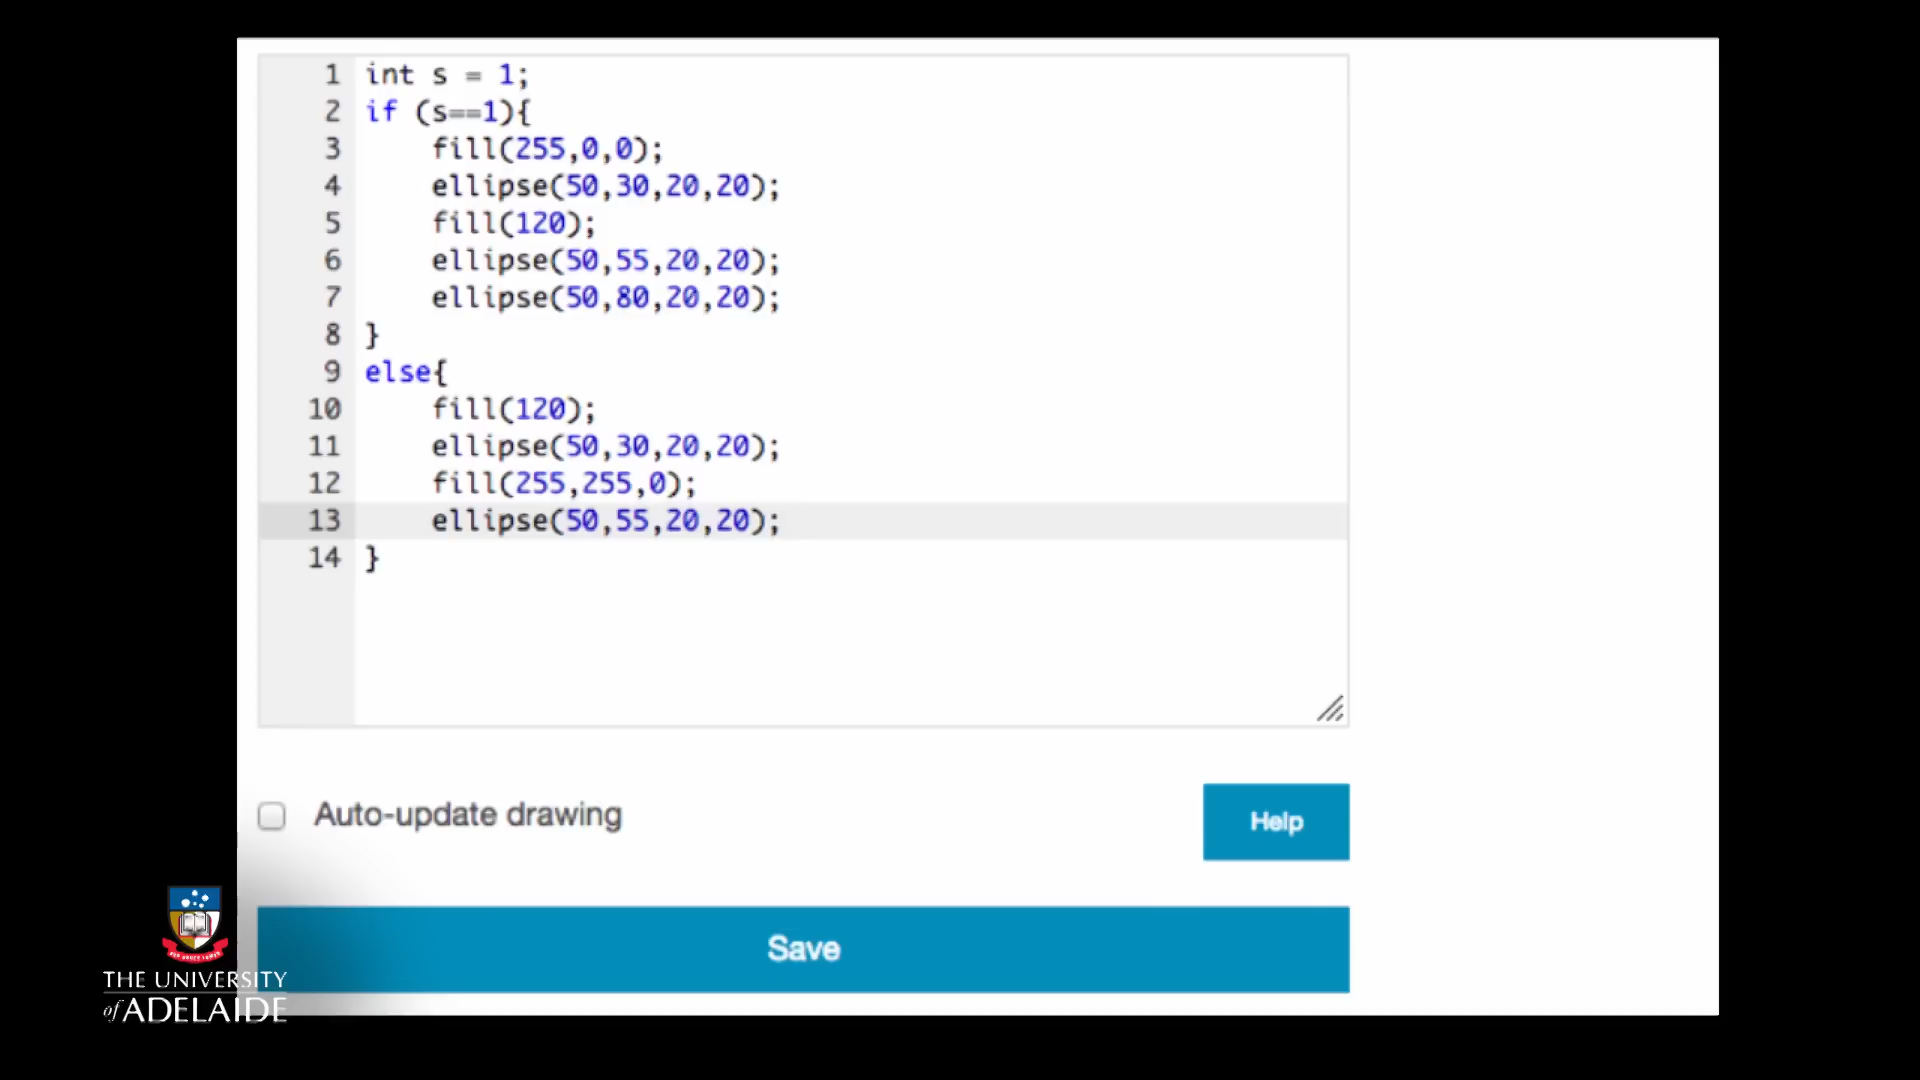 1 int s = 1;
2 if (s==1){
3 fill(255,0,0);
4 ellipse(50,30,20,20);
5 fill(120);
6 ellipse(50,55,20,20);
7 ellipse(50,80,20,20);
8 }
9 else{
10 fill(120);
11 ellipse(50,30,20,20);
12 fill(255,255,0);
13 ellipse(50,55,20,20);
14 }
Auto-update drawing
Help
Save
THE UNIVERSITY
of ADELAIDE